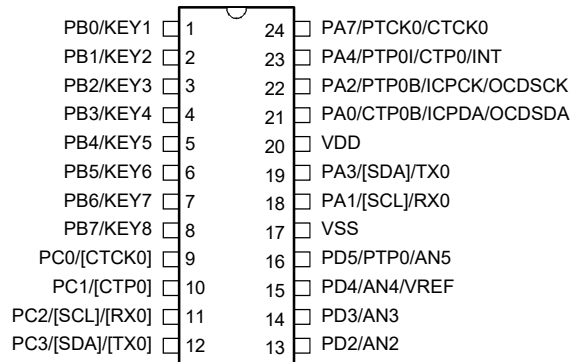 PB0/KEY1 1 24 PA7/PTCK0/CTCK0
PB1/KEY2 2 23 PA4/PTP0I/CTP0/INT
PB2/KEY3 3 22 PA2/PTP0B/ICPCK/OCDSCK
PB3/KEY4 4 21 PA0/CTP0B/ICPDA/OCDSDA
PB4/KEY5 5 20 VDD
PB5/KEY6 6 19 PA3/[SDA]/TX0
PB6/KEY7 7 18 PA1/[SCL]/RX0
PB7/KEY8 8 17 VSS
PC0/[CTCK0] 9 16 PD5/PTP0/AN5
PC1/[CTP0] 10 15 PD4/AN4/VREF
PC2/[SCL]/[RX0] 11 14 PD3/AN3
PC3/[SDA]/[TX0] 12 13 PD2/AN2